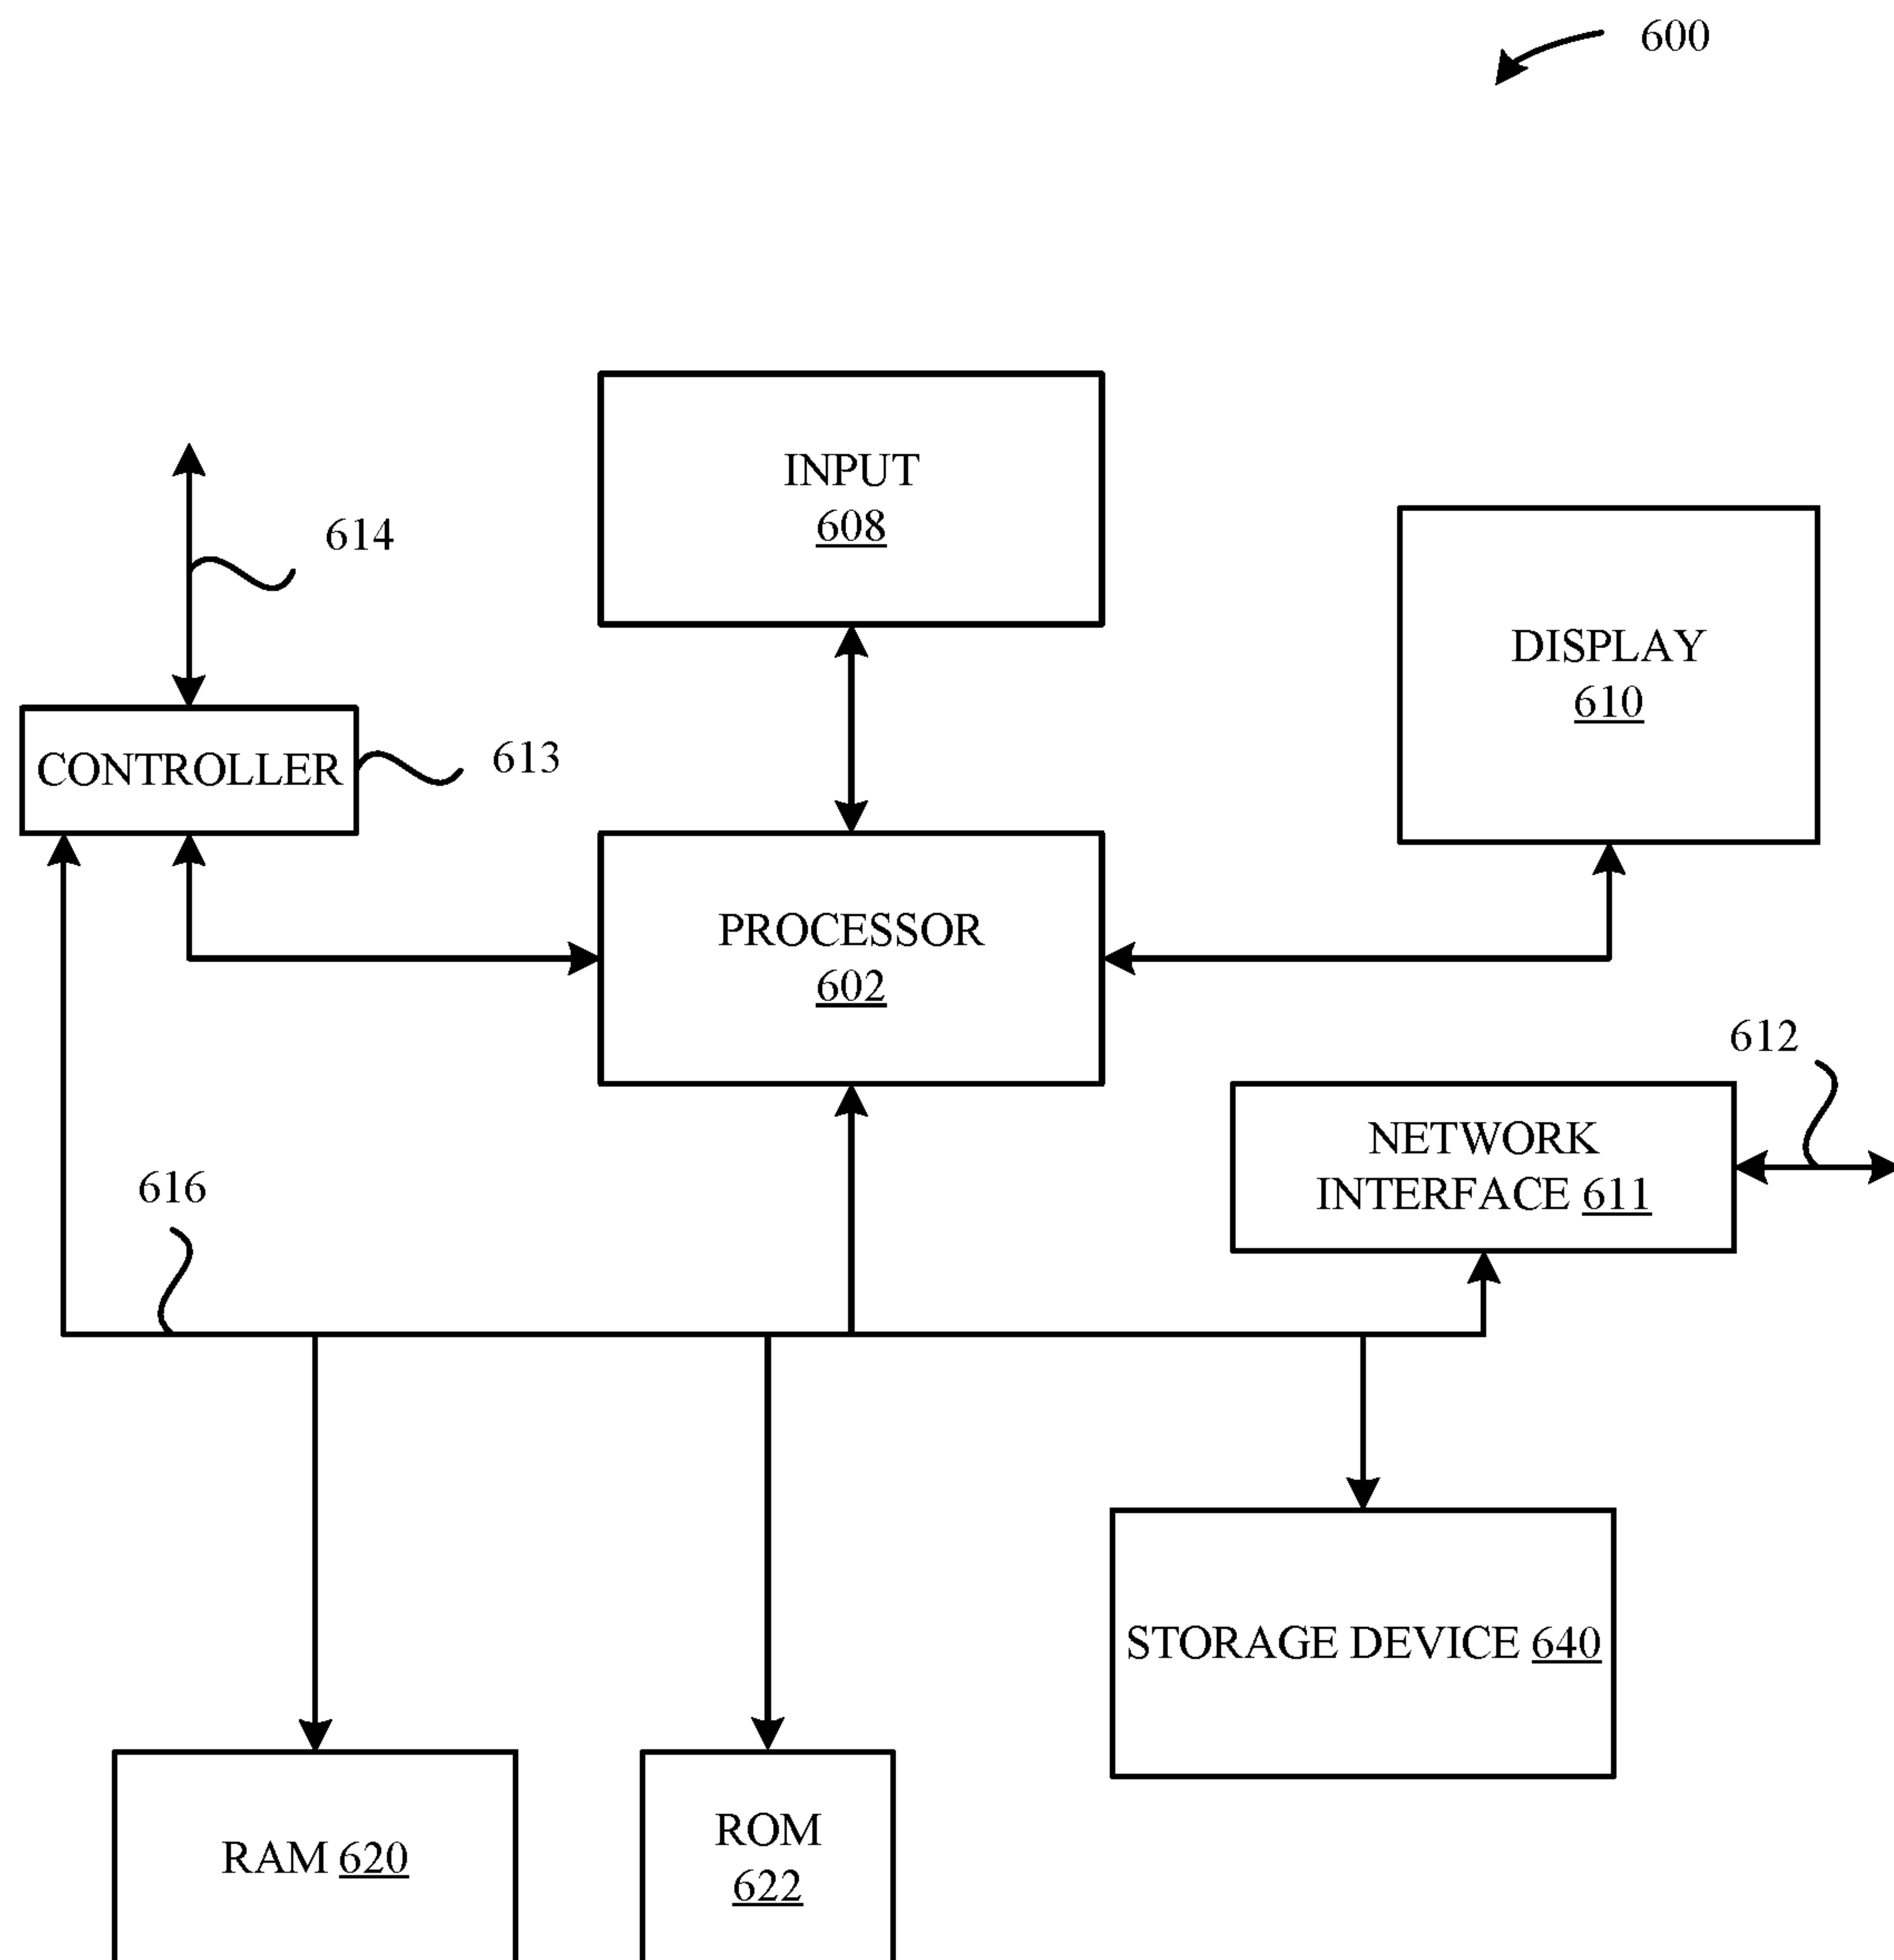 600
INPUT
608
614
DISPLAY
610
CONTROLLER
613
PROCESSOR
602
612
NETWORK
INTERFACE 611
616
STORAGE DEVICE 640
RAM 620
ROM
622